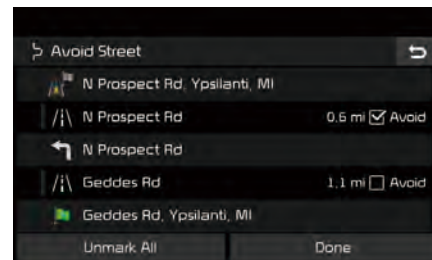 Avoid Street
N Prospect Rd, Ypsilanti, MI
N Prospect Rd 0.6 mi Avoid
N Prospect Rd
Geddes Rd 1.1 mi Avoid
Geddes Rd, Ypsilanti, MI
Unmark All Done